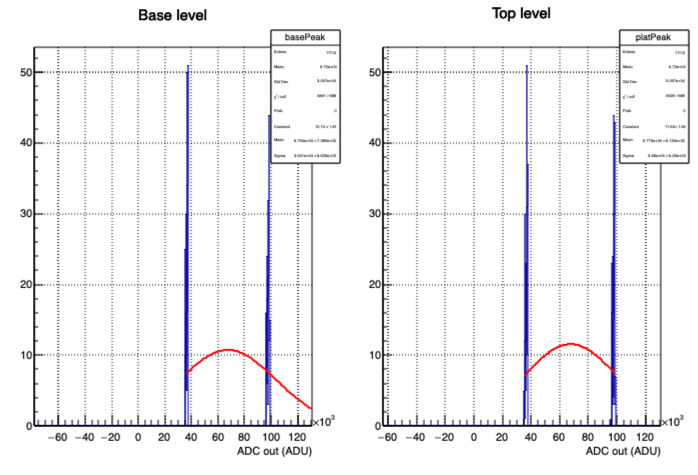 Base level
basePeak
Entries
Mean
Std Dev
Prob 0
Constant
Mean
Sigma
50
40
30
20
10
0
−60 −40 −20 0 20 40 60 80 100 120
×10³
ADC out (ADU)
Top level
platPeak
Entries
Mean
Std Dev
Prob 0
Constant
Mean
Sigma
50
40
30
20
10
0
−60 −40 −20 0 20 40 60 80 100 120
×10³
ADC out (ADU)